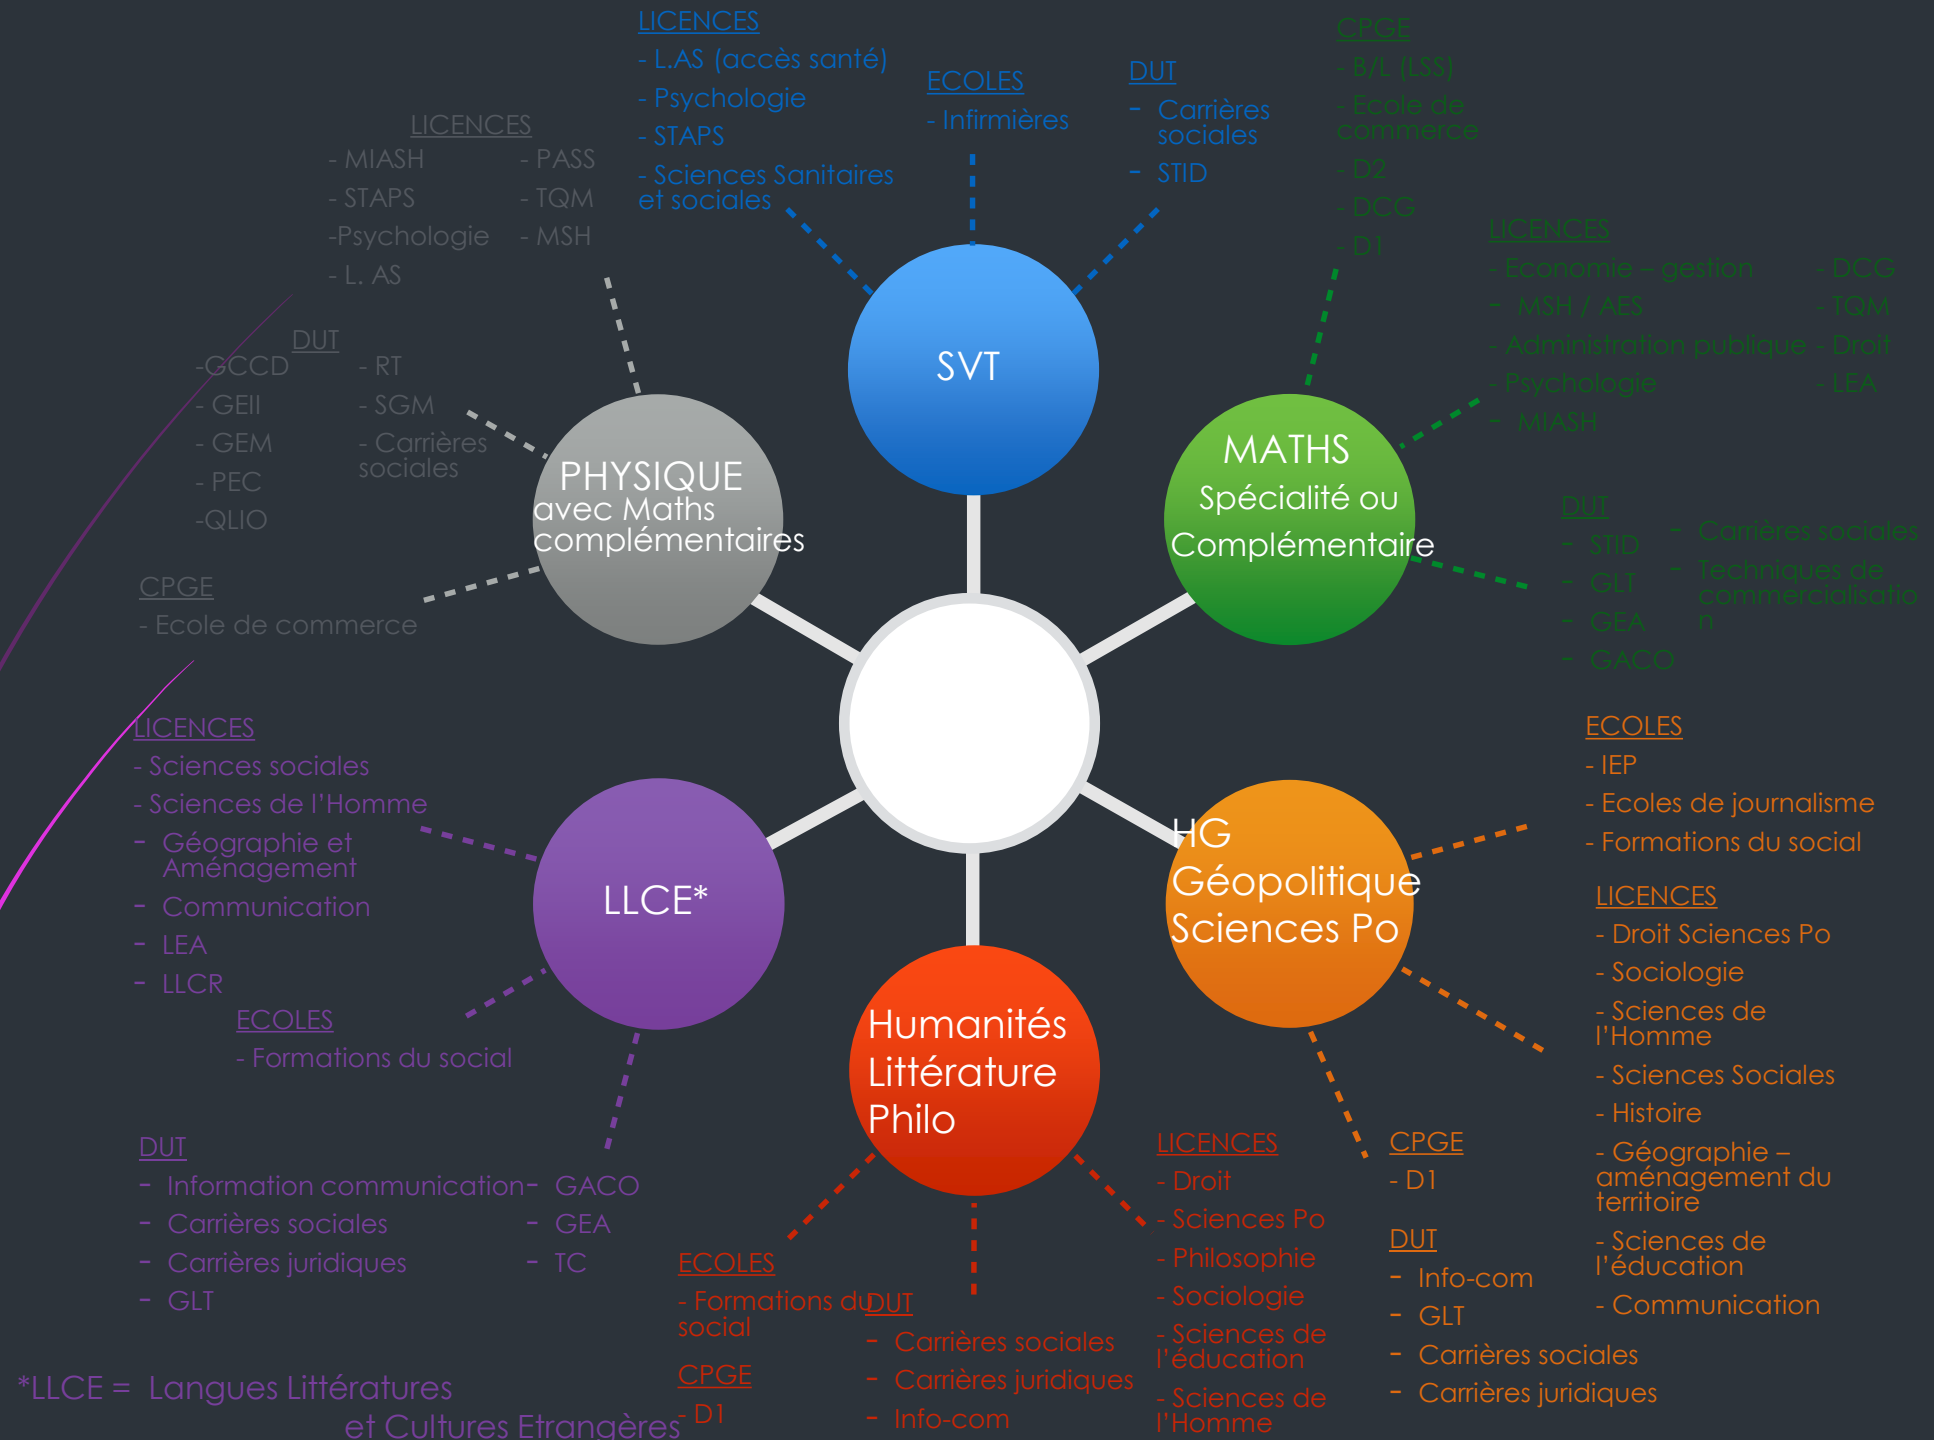 LICENCES
- L.AS (accès santé)
- Psychologie
- STAPS
- Sciences Sanitaires
et sociales
ECOLES
- Infirmières
DUT
- Carrières
sociales
- STID
SVT
CPGE
- B/L (LSS)
- Ecole de
commerce
- D2
- DCG
- D1
LICENCES
- Economie – gestion
- MSH / AES
- Administration publique
- Psychologie
- MIASH
- DCG
- TQM
- Droit
- LEA
DUT
- STID
- GLT
- GEA
- GACO
- Carrières sociales
- Techniques de
commercialisatio
n
MATHS
Spécialité ou
Complémentaire
LICENCES
- MIASH
- STAPS
-Psychologie
- L. AS
- PASS
- TQM
- MSH
DUT
-GCCD
- GEII
- GEM
- PEC
-QLIO
- RT
- SGM
- Carrières
sociales
CPGE
- Ecole de commerce
PHYSIQUE
avec Maths
complémentaires
LICENCES
- Sciences sociales
- Sciences de l’Homme
- Géographie et
Aménagement
- Communication
- LEA
- LLCR
ECOLES
- Formations du social
DUT
- Information communication
- Carrières sociales
- Carrières juridiques
- GLT
- GACO
- GEA
- TC
LLCE*
HG
Géopolitique
Sciences Po
ECOLES
- IEP
- Ecoles de journalisme
- Formations du social
LICENCES
- Droit Sciences Po
- Sociologie
- Sciences de
l’Homme
- Sciences Sociales
- Histoire
- Géographie –
aménagement du
territoire
- Sciences de
l’éducation
- Communication
CPGE
- D1
DUT
- Info-com
- GLT
- Carrières sociales
- Carrières juridiques
Humanités
Littérature
Philo
ECOLES
- Formations du
social
CPGE
- D1
DUT
- Carrières sociales
- Carrières juridiques
- Info-com
LICENCES
- Droit
- Sciences Po
- Philosophie
- Sociologie
- Sciences de
l’éducation
- Sciences de
l’Homme
*LLCE = Langues Littératures
et Cultures Etrangères